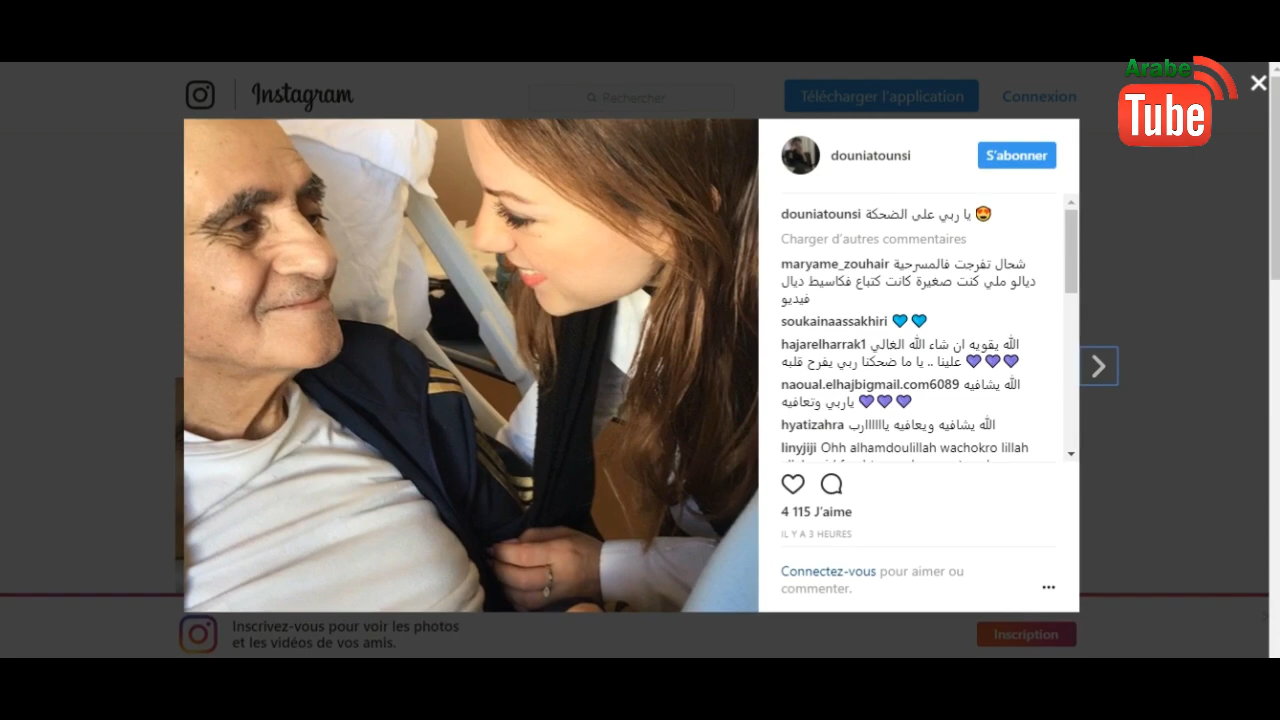 Arabe
Tube
Instagram
Rechercher
Télécharger l'application
Connexion
douniatounsi
S'abonner
douniatounsi يا ربي على الضحكة 😍
Charger d'autres commentaires
maryame_zouhair شحال تفرجت فالمسرحية
ديالو ملي كنت صغيرة كانت كتباع فكاسيط ديال
فيديو
soukainaassakhiri 💙 💙
hajarelharrak1 الله يقويه ان شاء الله الغالي
علينا .. يا ما ضحكنا ربي يفرح قلبه 💜 💜 💜
naoual.elhajbigmail.com6089 الله يشافيه
ياربي وتعافيه 💜 💜 💜
hyatizahra الله يشافيه ويعافيه ياااااارب
linyjiji Ohh alhamdoulillah wachokro lillah
4 115 J'aime
IL Y A 3 HEURES
Connectez-vous pour aimer ou
commenter.
Inscrivez-vous pour voir les photos
et les vidéos de vos amis.
Inscription